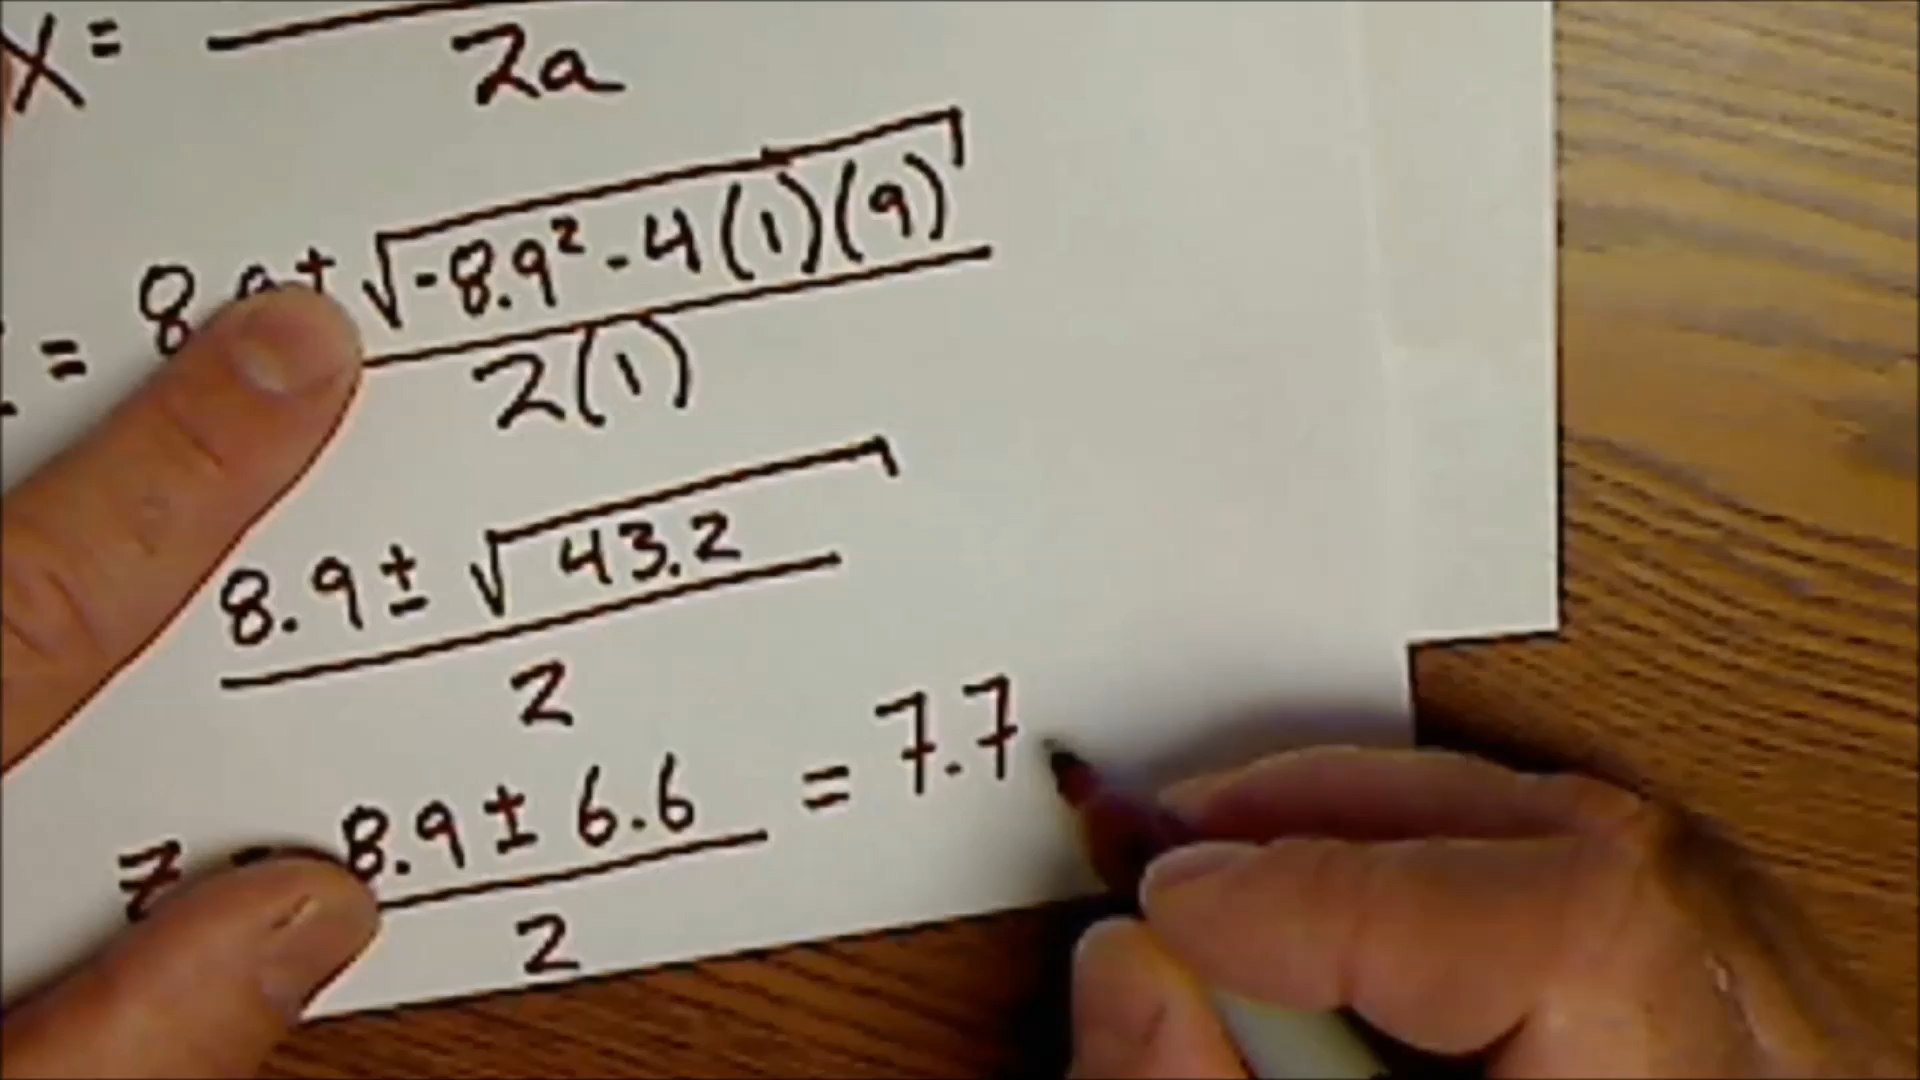 X =
2a
= 8.9 ± √-8.9² - 4(1)(9)
2(1)
8.9 ± √43.2
2
8.9 ± 6.6 = 7.7
2